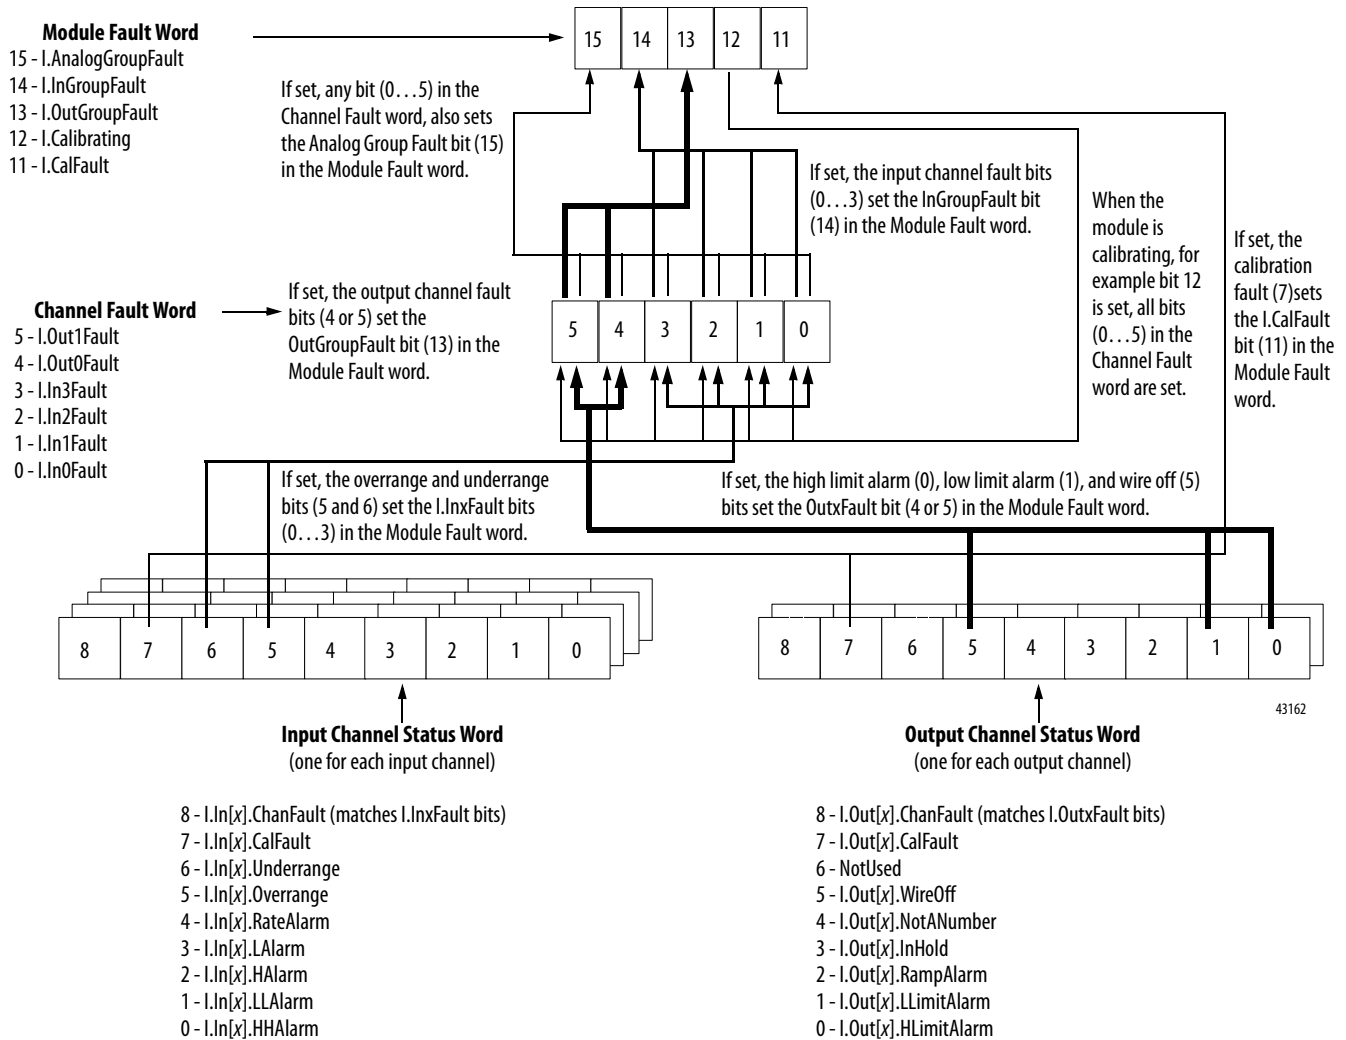 Module Fault Word
15 - I.AnalogGroupFault
14 - I.InGroupFault
13 - I.OutGroupFault
12 - I.Calibrating
11 - I.CalFault
15 14 13 12 11
If set, any bit (0...5) in the
Channel Fault word, also sets
the Analog Group Fault bit (15)
in the Module Fault word.
If set, the input channel fault bits
(0...3) set the InGroupFault bit
(14) in the Module Fault word.
When the
module is
calibrating, for
example bit 12
is set, all bits
(0...5) in the
Channel Fault
word are set.
If set, the
calibration
fault (7)sets
the I.CalFault
bit (11) in the
Module Fault
word.
Channel Fault Word
5 - I.Out1Fault
4 - I.Out0Fault
3 - I.In3Fault
2 - I.In2Fault
1 - I.In1Fault
0 - I.In0Fault
If set, the output channel fault
bits (4 or 5) set the
OutGroupFault bit (13) in the
Module Fault word.
5 4 3 2 1 0
If set, the overrange and underrange
bits (5 and 6) set the I.InxFault bits
(0...3) in the Module Fault word.
If set, the high limit alarm (0), low limit alarm (1), and wire off (5)
bits set the OutxFault bit (4 or 5) in the Module Fault word.
8 7 6 5 4 3 2 1 0
8 7 6 5 4 3 2 1 0
43162
Input Channel Status Word
(one for each input channel)
8 - I.In[x].ChanFault (matches I.InxFault bits)
7 - I.In[x].CalFault
6 - I.In[x].Underrange
5 - I.In[x].Overrange
4 - I.In[x].RateAlarm
3 - I.In[x].LAlarm
2 - I.In[x].HAlarm
1 - I.In[x].LLAlarm
0 - I.In[x].HHAlarm
Output Channel Status Word
(one for each output channel)
8 - I.Out[x].ChanFault (matches I.OutxFault bits)
7 - I.Out[x].CalFault
6 - NotUsed
5 - I.Out[x].WireOff
4 - I.Out[x].NotANumber
3 - I.Out[x].InHold
2 - I.Out[x].RampAlarm
1 - I.Out[x].LLimitAlarm
0 - I.Out[x].HLimitAlarm